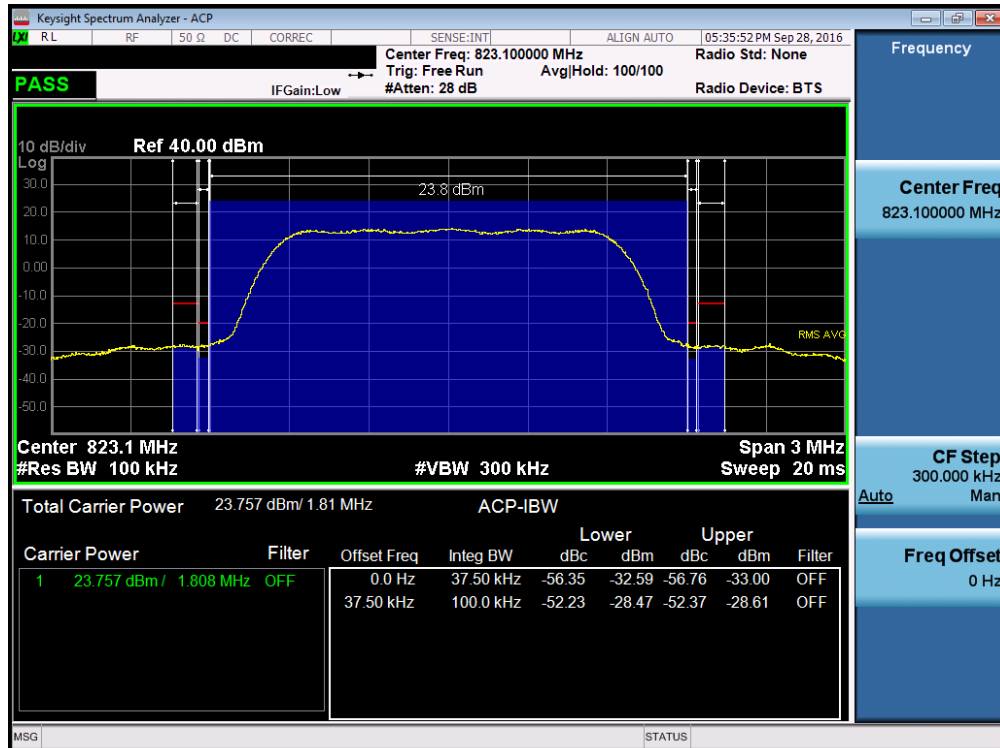 Keysight Spectrum Analyzer - ACP
LXI RL RF 50 Ω DC CORREC SENSE:INT ALIGN AUTO 05:35:52 PM Sep 28, 2016
Center Freq: 823.100000 MHz Radio Std: None
Trig: Free Run Avg|Hold: 100/100
PASS IFGain:Low #Atten: 28 dB Radio Device: BTS
10 dB/div Ref 40.00 dBm
Log
30.0
23.8 dBm
20.0
10.0
0.00
-10.0
-20.0
RMS AVG
-30.0
-40.0
-50.0
Center 823.1 MHz Span 3 MHz
#Res BW 100 kHz #VBW 300 kHz Sweep 20 ms
Total Carrier Power 23.757 dBm/ 1.81 MHz ACP-IBW
Lower Upper
Carrier Power Filter Offset Freq Integ BW dBc dBm dBc dBm Filter
1 23.757 dBm / 1.808 MHz OFF 0.0 Hz 37.50 kHz -56.35 -32.59 -56.76 -33.00 OFF
37.50 kHz 100.0 kHz -52.23 -28.47 -52.37 -28.61 OFF
MSG STATUS
Frequency
Center Freq
823.100000 MHz
CF Step
300.000 kHz
Auto Man
Freq Offset
0 Hz